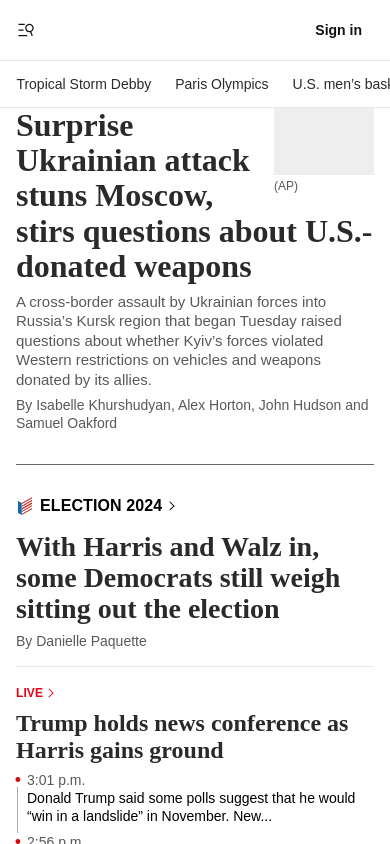 Sign in
Tropical Storm Debby
Paris Olympics
U.S. men’s bask
Surprise
Ukrainian attack
stuns Moscow,
stirs questions about U.S.-
donated weapons
(AP)
A cross-border assault by Ukrainian forces into
Russia’s Kursk region that began Tuesday raised
questions about whether Kyiv’s forces violated
Western restrictions on vehicles and weapons
donated by its allies.
By Isabelle Khurshudyan, Alex Horton, John Hudson and
Samuel Oakford
ELECTION 2024
With Harris and Walz in,
some Democrats still weigh
sitting out the election
By Danielle Paquette
LIVE
Trump holds news conference as
Harris gains ground
3:01 p.m.
Donald Trump said some polls suggest that he would
“win in a landslide” in November. New...
2:56 p.m.